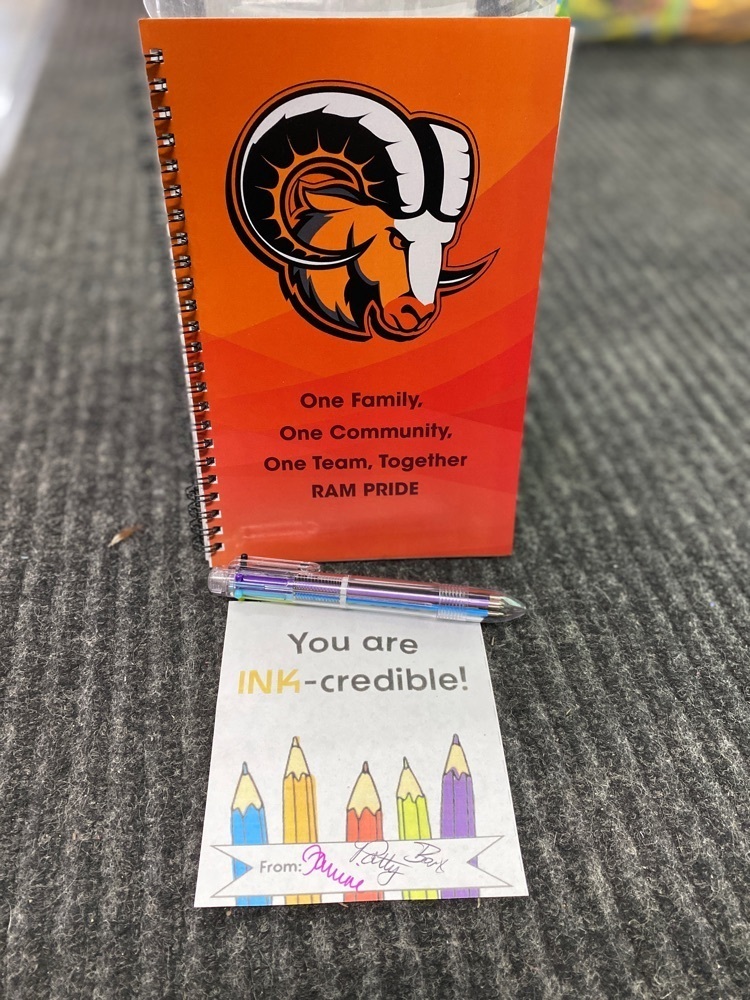 One Family,
One Community,
One Team, Together
RAM PRIDE
You are
INK-credible!
From: Patty